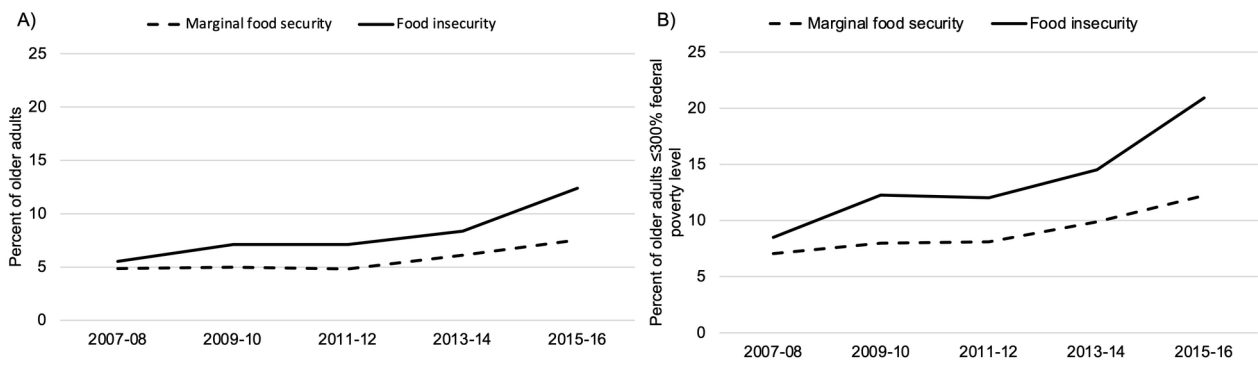 A)
Marginal food security
Food insecurity
Percent of older adults
25
20
15
10
5
0
2007-08
2009-10
2011-12
2013-14
2015-16
B)
Marginal food security
Food insecurity
Percent of older adults ≤300% federal
poverty level
25
20
15
10
5
0
2007-08
2009-10
2011-12
2013-14
2015-16